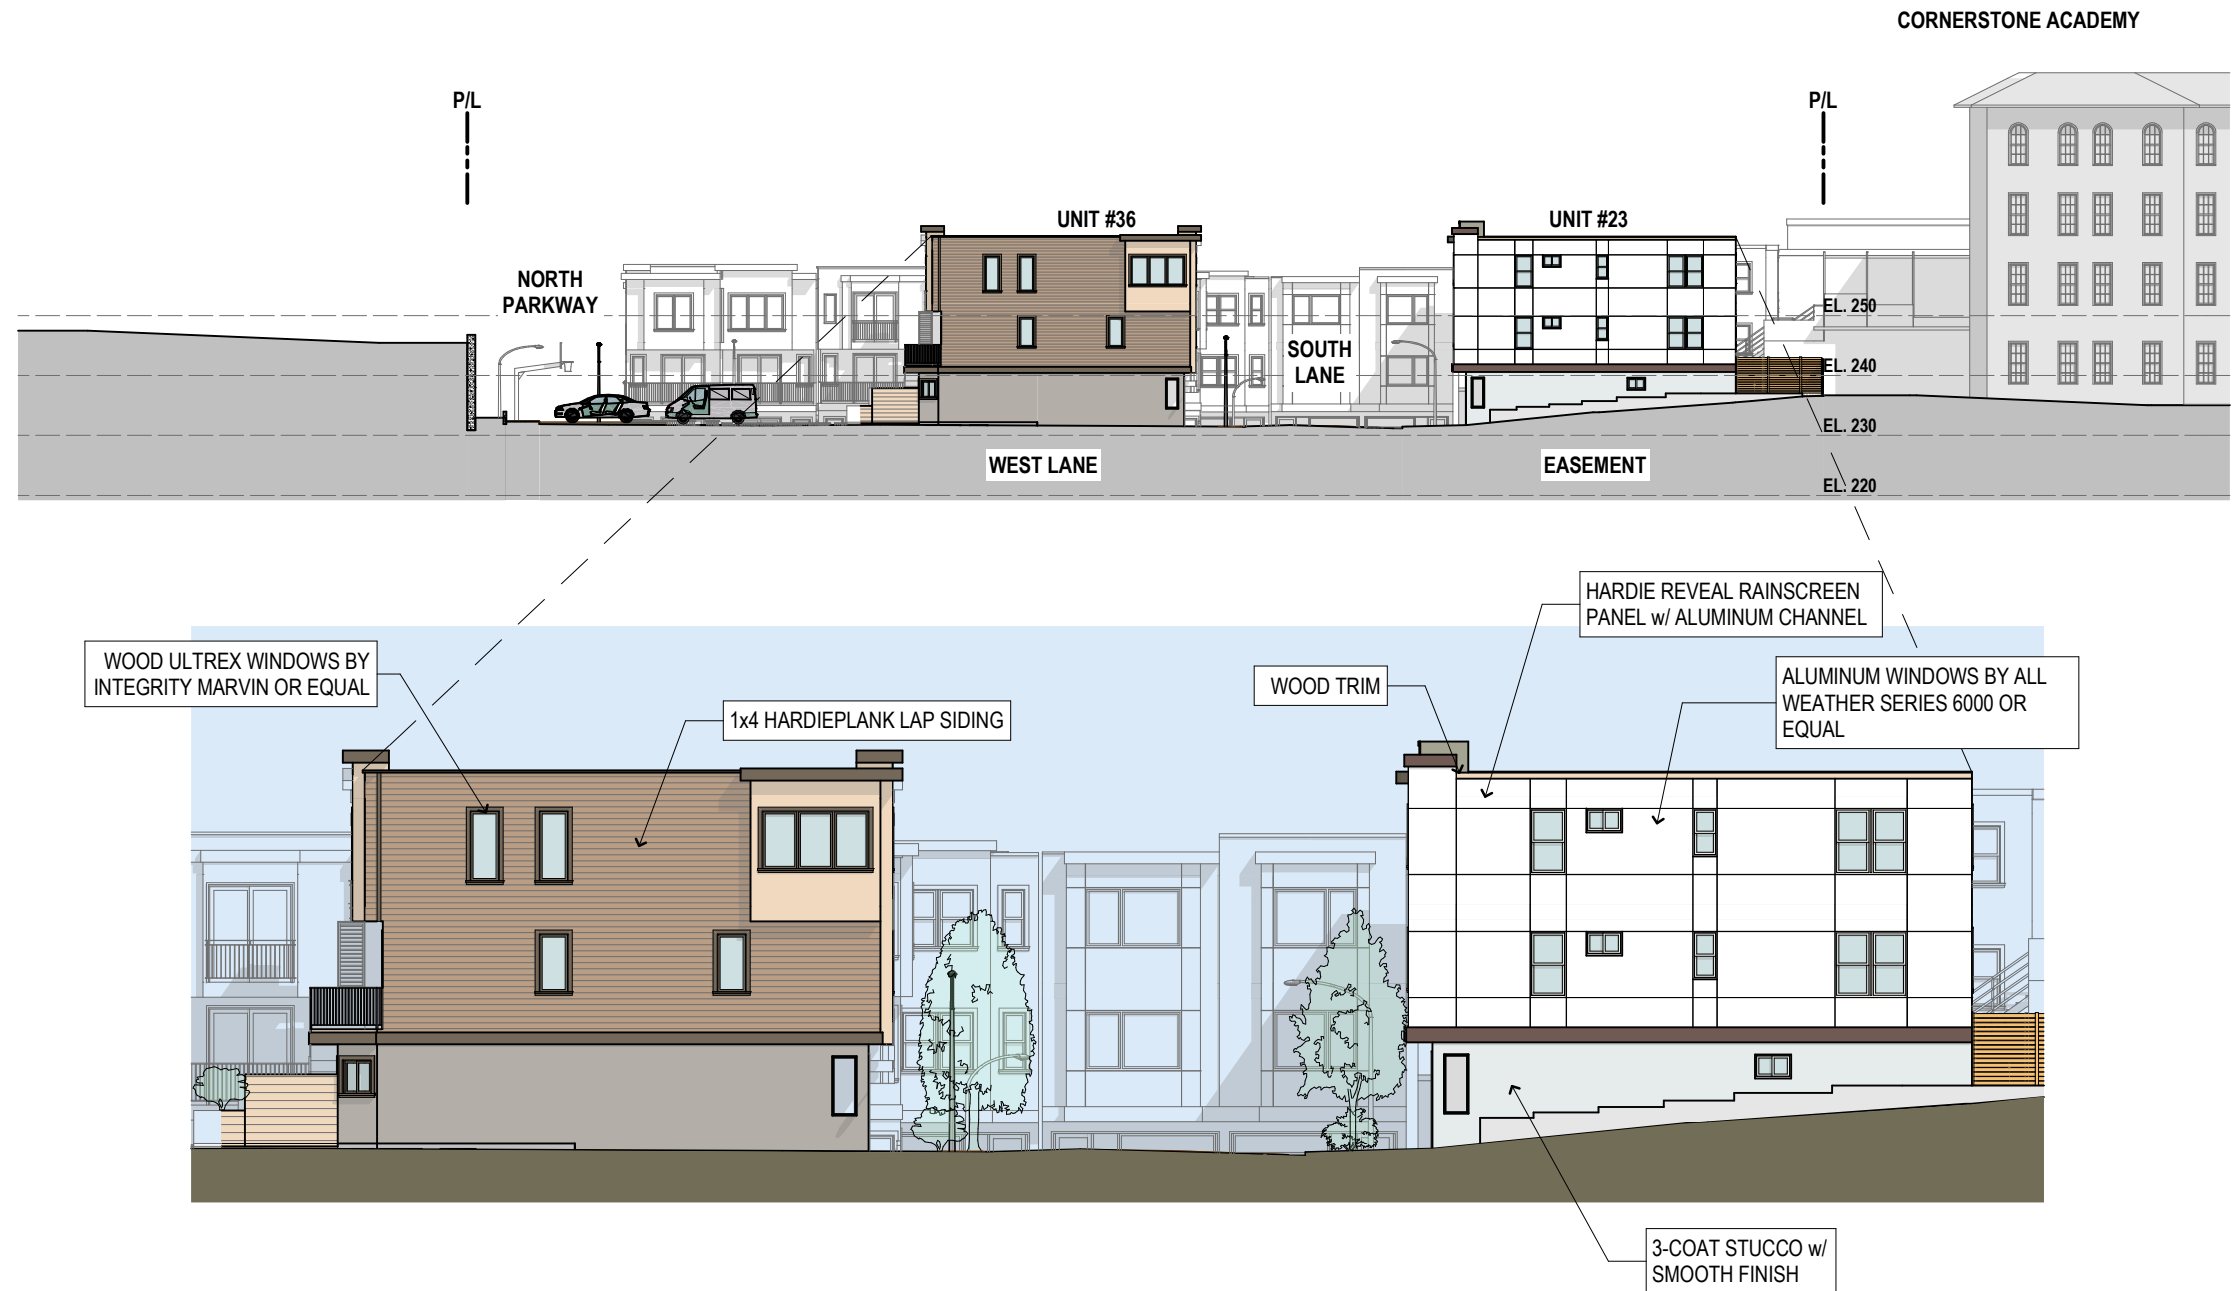 CORNERSTONE ACADEMY
P/L
P/L
UNIT #36
UNIT #23
NORTH
PARKWAY
EL. 250
SOUTH
LANE
EL. 240
EL. 230
WEST LANE
EASEMENT
EL. 220
HARDIE REVEAL RAINSCREEN
PANEL w/ ALUMINUM CHANNEL
WOOD ULTREX WINDOWS BY
INTEGRITY MARVIN OR EQUAL
WOOD TRIM
ALUMINUM WINDOWS BY ALL
WEATHER SERIES 6000 OR
EQUAL
1x4 HARDIEPLANK LAP SIDING
3-COAT STUCCO w/
SMOOTH FINISH